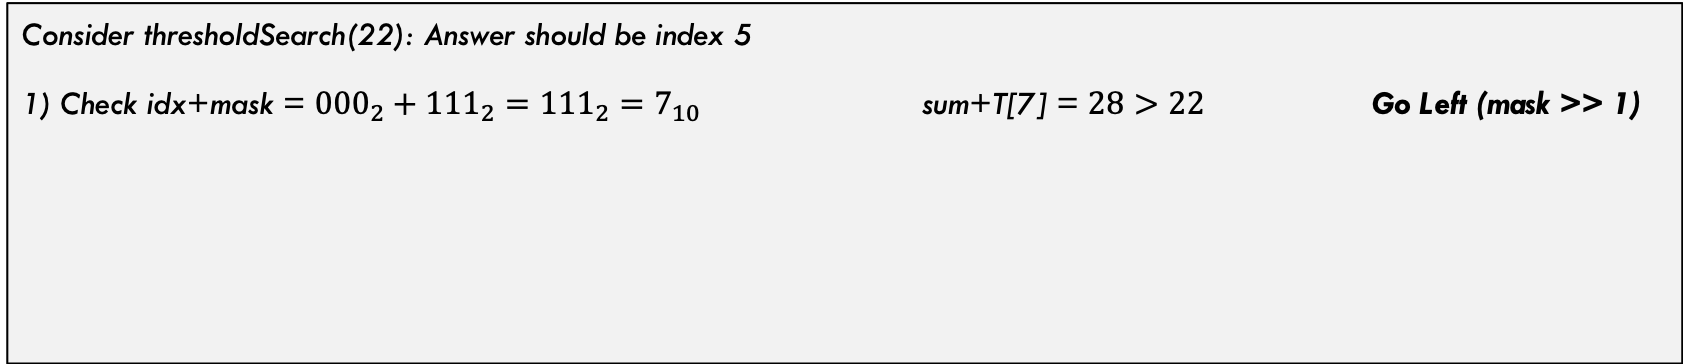 Consider thresholdSearch(22): Answer should be index 5
1) Check idx+mask = 000₂ + 111₂ = 111₂ = 7₁₀ sum+T[7] = 28 > 22 Go Left (mask >> 1)